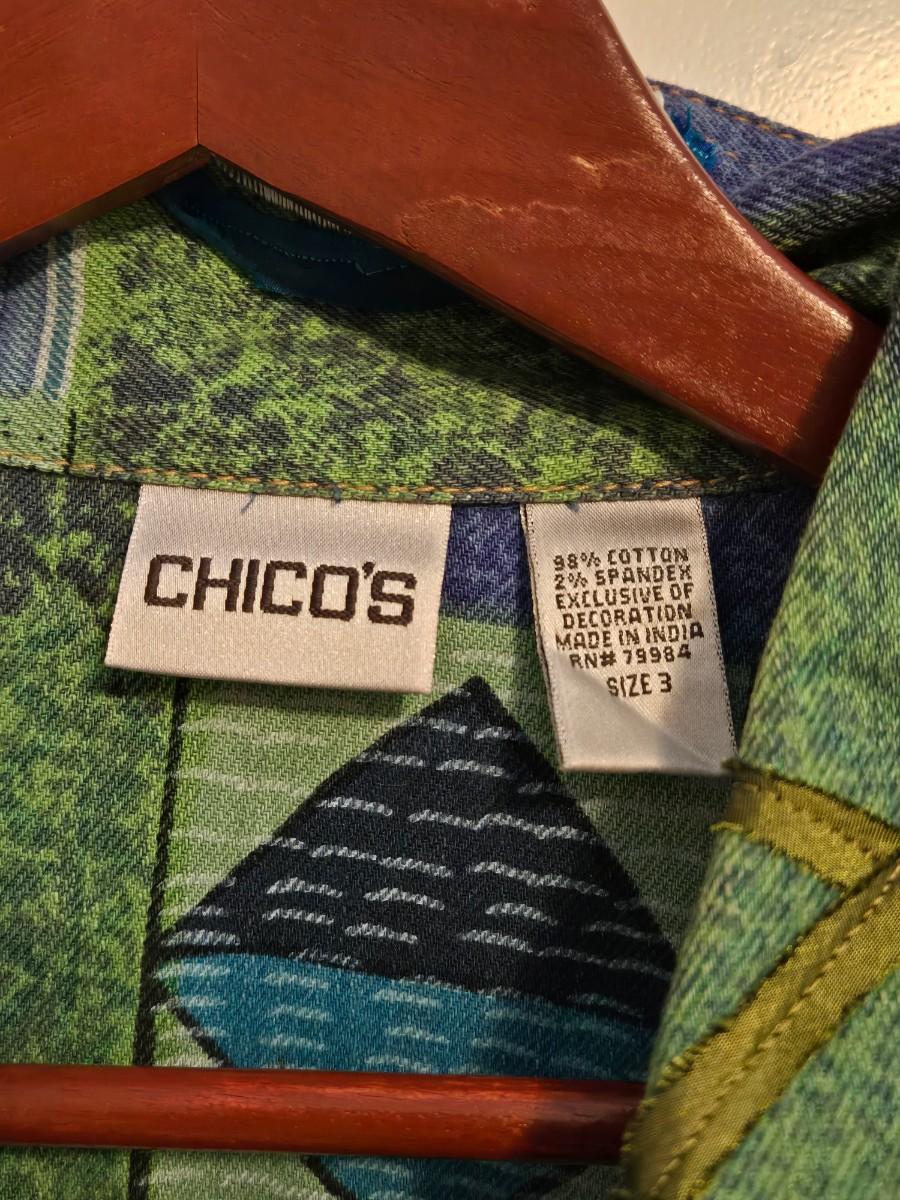 CHICO'S
98% COTTON
2% SPANDEX
EXCLUSIVE OF
DECORATION
MADE IN INDIA
RN# 79984
SIZE 3